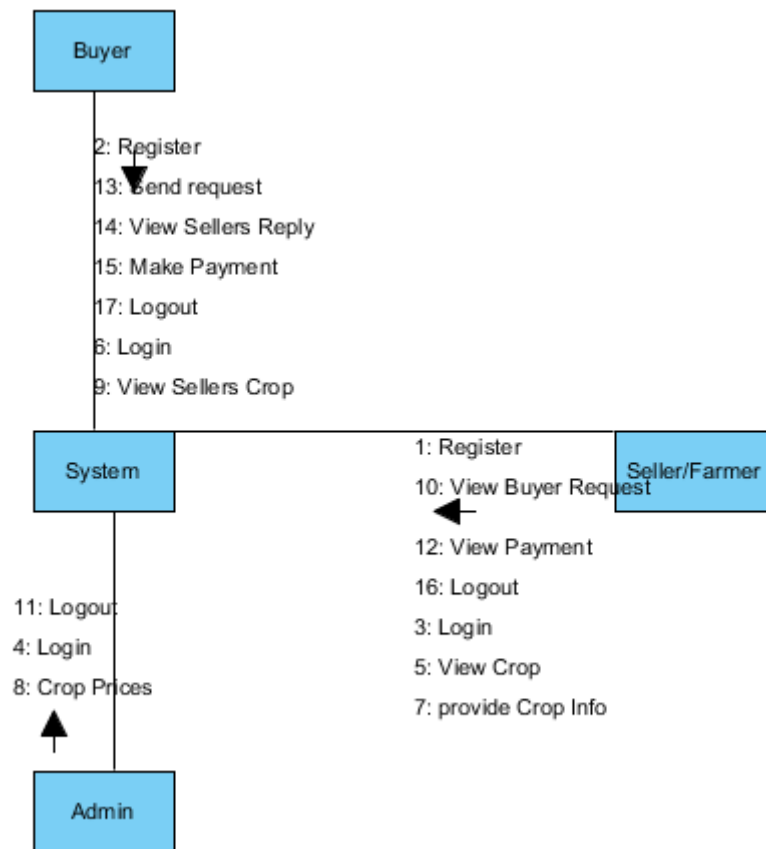 Buyer
2: Register
13: Send request
14: View Sellers Reply
15: Make Payment
17: Logout
6: Login
9: View Sellers Crop
System
1: Register
Seller/Farmer
10: View Buyer Request
12: View Payment
16: Logout
3: Login
5: View Crop
7: provide Crop Info
11: Logout
4: Login
8: Crop Prices
Admin